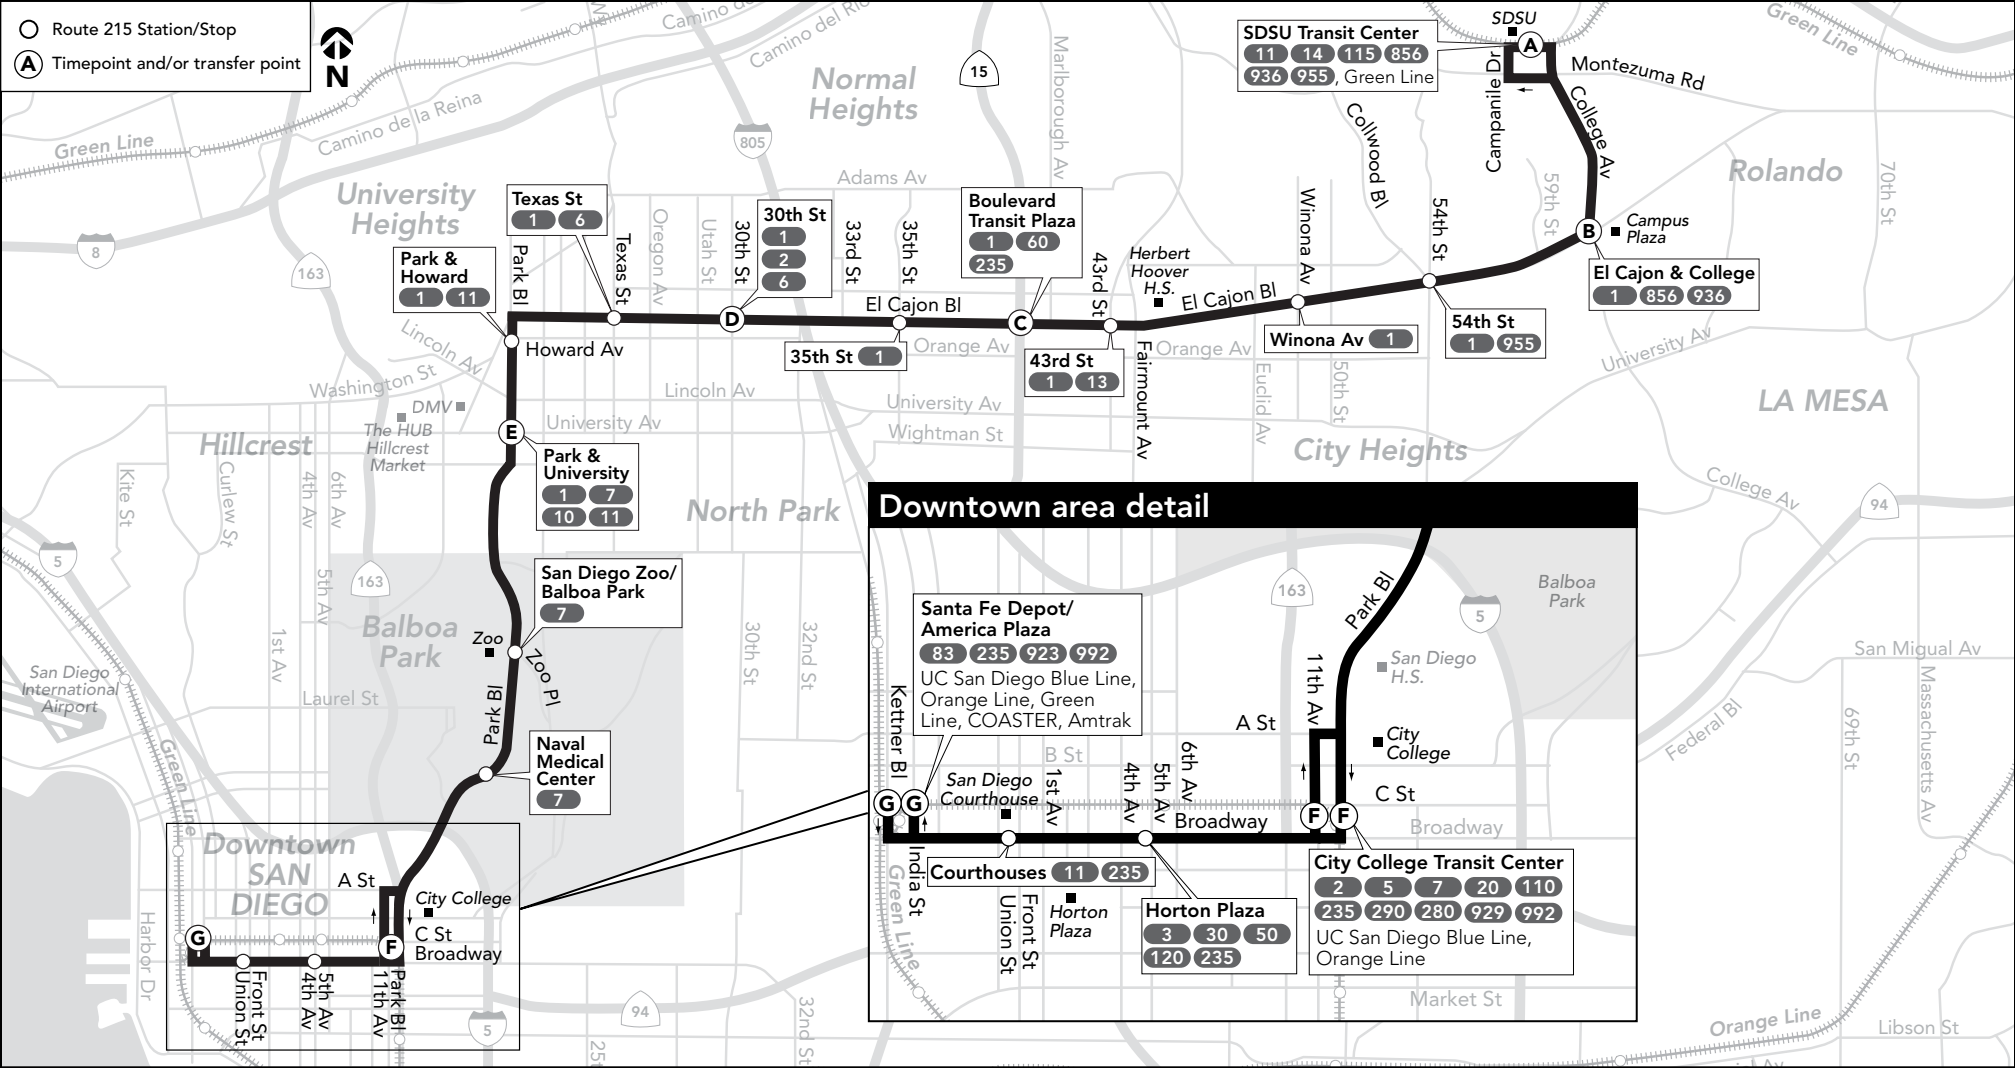 Route 215 Station/Stop
A Timepoint and/or transfer point
N
Green Line
Camino de la Reina
Camino de
Camino del Rio
Normal
Heights
805
15
Marlborough Av
SDSU Transit Center
11 14 115 856
936 955, Green Line
SDSU
A
Green Line
Campanile Dr
Montezuma Rd
College Av
Collwood Bl
Rolando
70th St
59th St
54th St
Winona Av
B
Campus
Plaza
El Cajon & College
1 856 936
University
Heights
8
163
Adams Av
Texas St
1 6
Park &
Howard
1 11
Park Bl
Texas St
Oregon Av
Utah St
30th St
30th St
1
2
6
33rd St
35th St
Boulevard
Transit Plaza
1 60
235
43rd St
Herbert
Hoover
H.S.
El Cajon Bl
El Cajon Bl
D
C
Howard Av
35th St 1
Orange Av
43rd St
1 13
Fairmount Av
Orange Av
Winona Av 1
54th St
1 955
University Av
Euclid Av
50th St
LA MESA
Lincoln Av
Washington St
DMV
The HUB
Hillcrest
Market
Lincoln Av
University Av
University Av
Wightman St
City Heights
Hillcrest
E
Park &
University
1 7
10 11
North Park
College Av
94
Kite St
Curlew St
4th Av
6th Av
5
163
5th Av
1st Av
Balboa
Park
San Diego Zoo/
Balboa Park
7
Zoo
Zoo Pl
Park Bl
30th St
32nd St
San Diego
International
Airport
Laurel St
Green Line
Naval
Medical
Center
7
Downtown
SAN
DIEGO
A St
City College
C St
Broadway
G
F
Harbor Dr
Union St
Front St
4th Av
5th Av
11th Av
Park Bl
5
94
25t
32nd St
Downtown area detail
163
5
Balboa
Park
Park Bl
Santa Fe Depot/
America Plaza
83 235 923 992
UC San Diego Blue Line,
Orange Line, Green
Line, COASTER, Amtrak
11th Av
San Diego
H.S.
A St
City
College
Kettner Bl
B St
San Diego
Courthouse
1st Av
4th Av
5th Av
6th Av
C St
G G
F F
Broadway
Broadway
India St
Green Line
Courthouses 11 235
Union St
Front St
Horton
Plaza
Horton Plaza
3 30 50
120 235
City College Transit Center
2 5 7 20 110
235 290 280 929 992
UC San Diego Blue Line,
Orange Line
Market St
San Migual Av
Federal Bl
69th St
Massachusetts Av
Orange Line
Libson St
Av